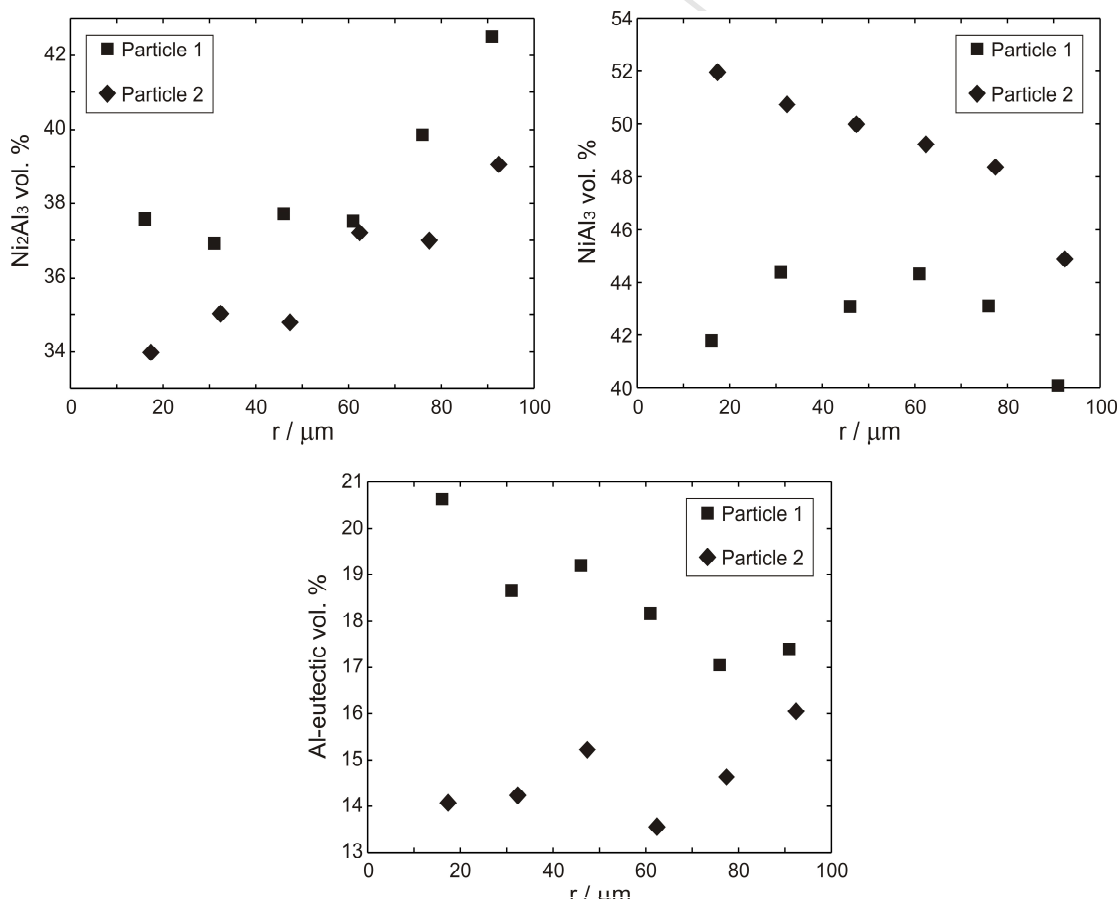 Ni2Al3 vol. %
42
40
38
36
34
Particle 1
Particle 2
0 20 40 60 80 100
r / μm
NiAl3 vol. %
54
52
50
48
46
44
42
40
Particle 1
Particle 2
0 20 40 60 80 100
r / μm
Al-eutectic vol. %
21
20
19
18
17
16
15
14
13
Particle 1
Particle 2
0 20 40 60 80 100
r / μm